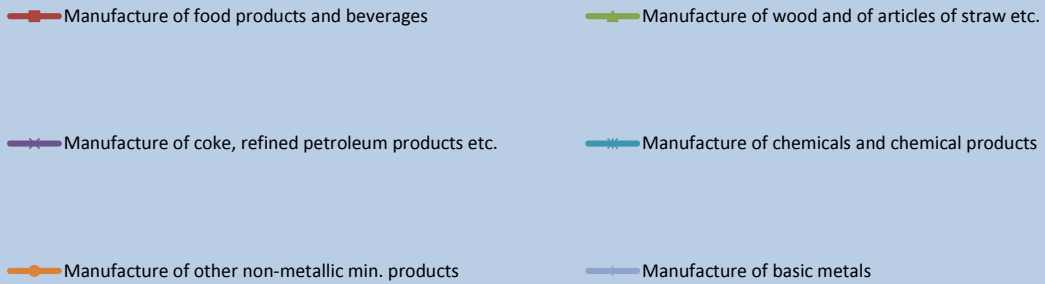 Manufacture of food products and beverages
Manufacture of wood and of articles of straw etc.
Manufacture of coke, refined petroleum products etc.
Manufacture of chemicals and chemical products
Manufacture of other non-metallic min. products
Manufacture of basic metals